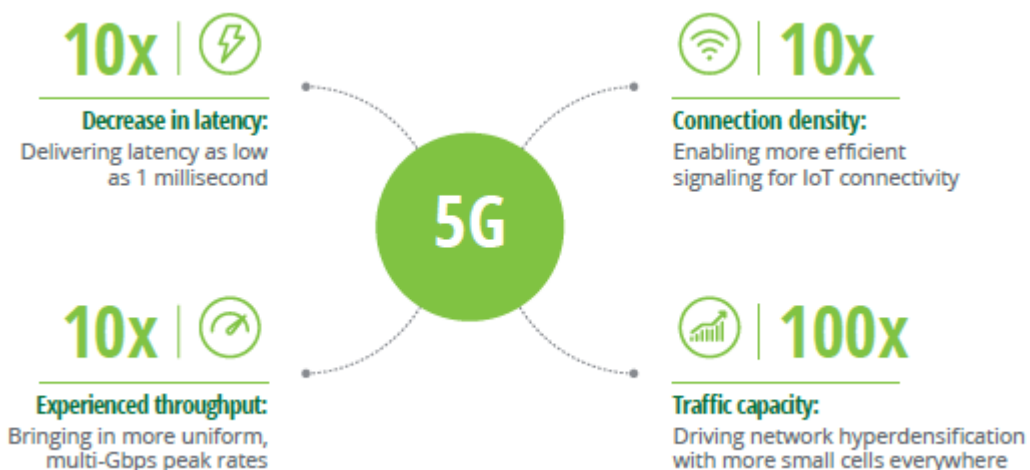 10x
Decrease in latency:
Delivering latency as low
as 1 millisecond
10x
Connection density:
Enabling more efficient
signaling for IoT connectivity
5G
10x
Experienced throughput:
Bringing in more uniform,
multi-Gbps peak rates
100x
Traffic capacity:
Driving network hyperdensification
with more small cells everywhere